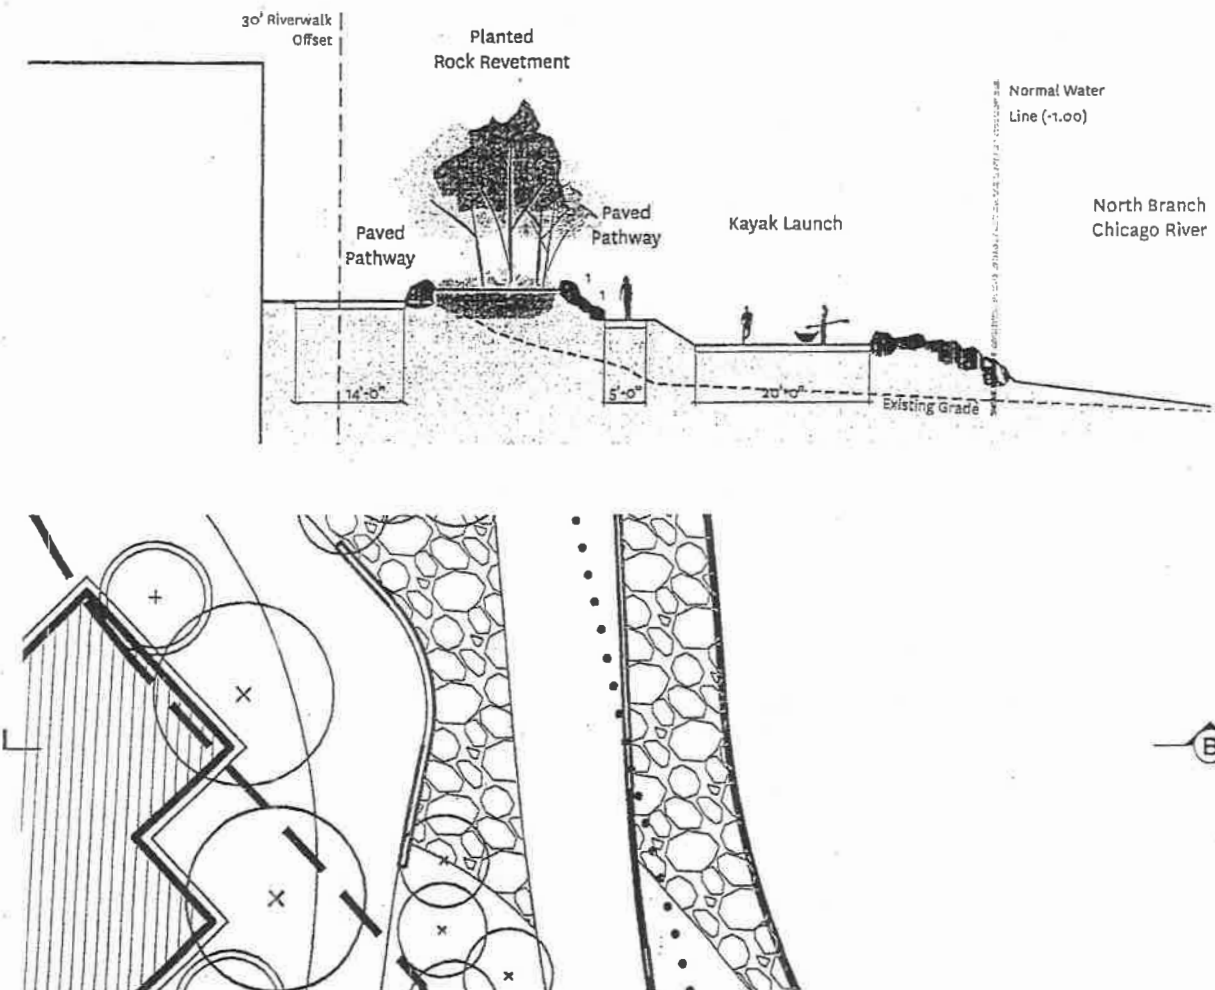 30' Riverwalk
Offset
Planted
Rock Revetment
Normal Water
Line (-1.00)
Paved
Pathway
Paved
Pathway
Kayak Launch
North Branch
Chicago River
1
1
14'-0"
5'-0"
20'-0"
Existing Grade
B